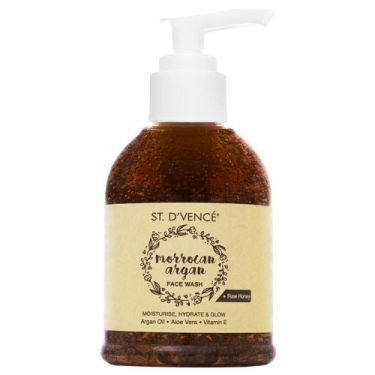 ST. D'VENCÉ®
morrocan
argan
FACE WASH
+ Raw Honey
MOISTURISE, HYDRATE & GLOW
Argan Oil • Aloe Vera • Vitamin E